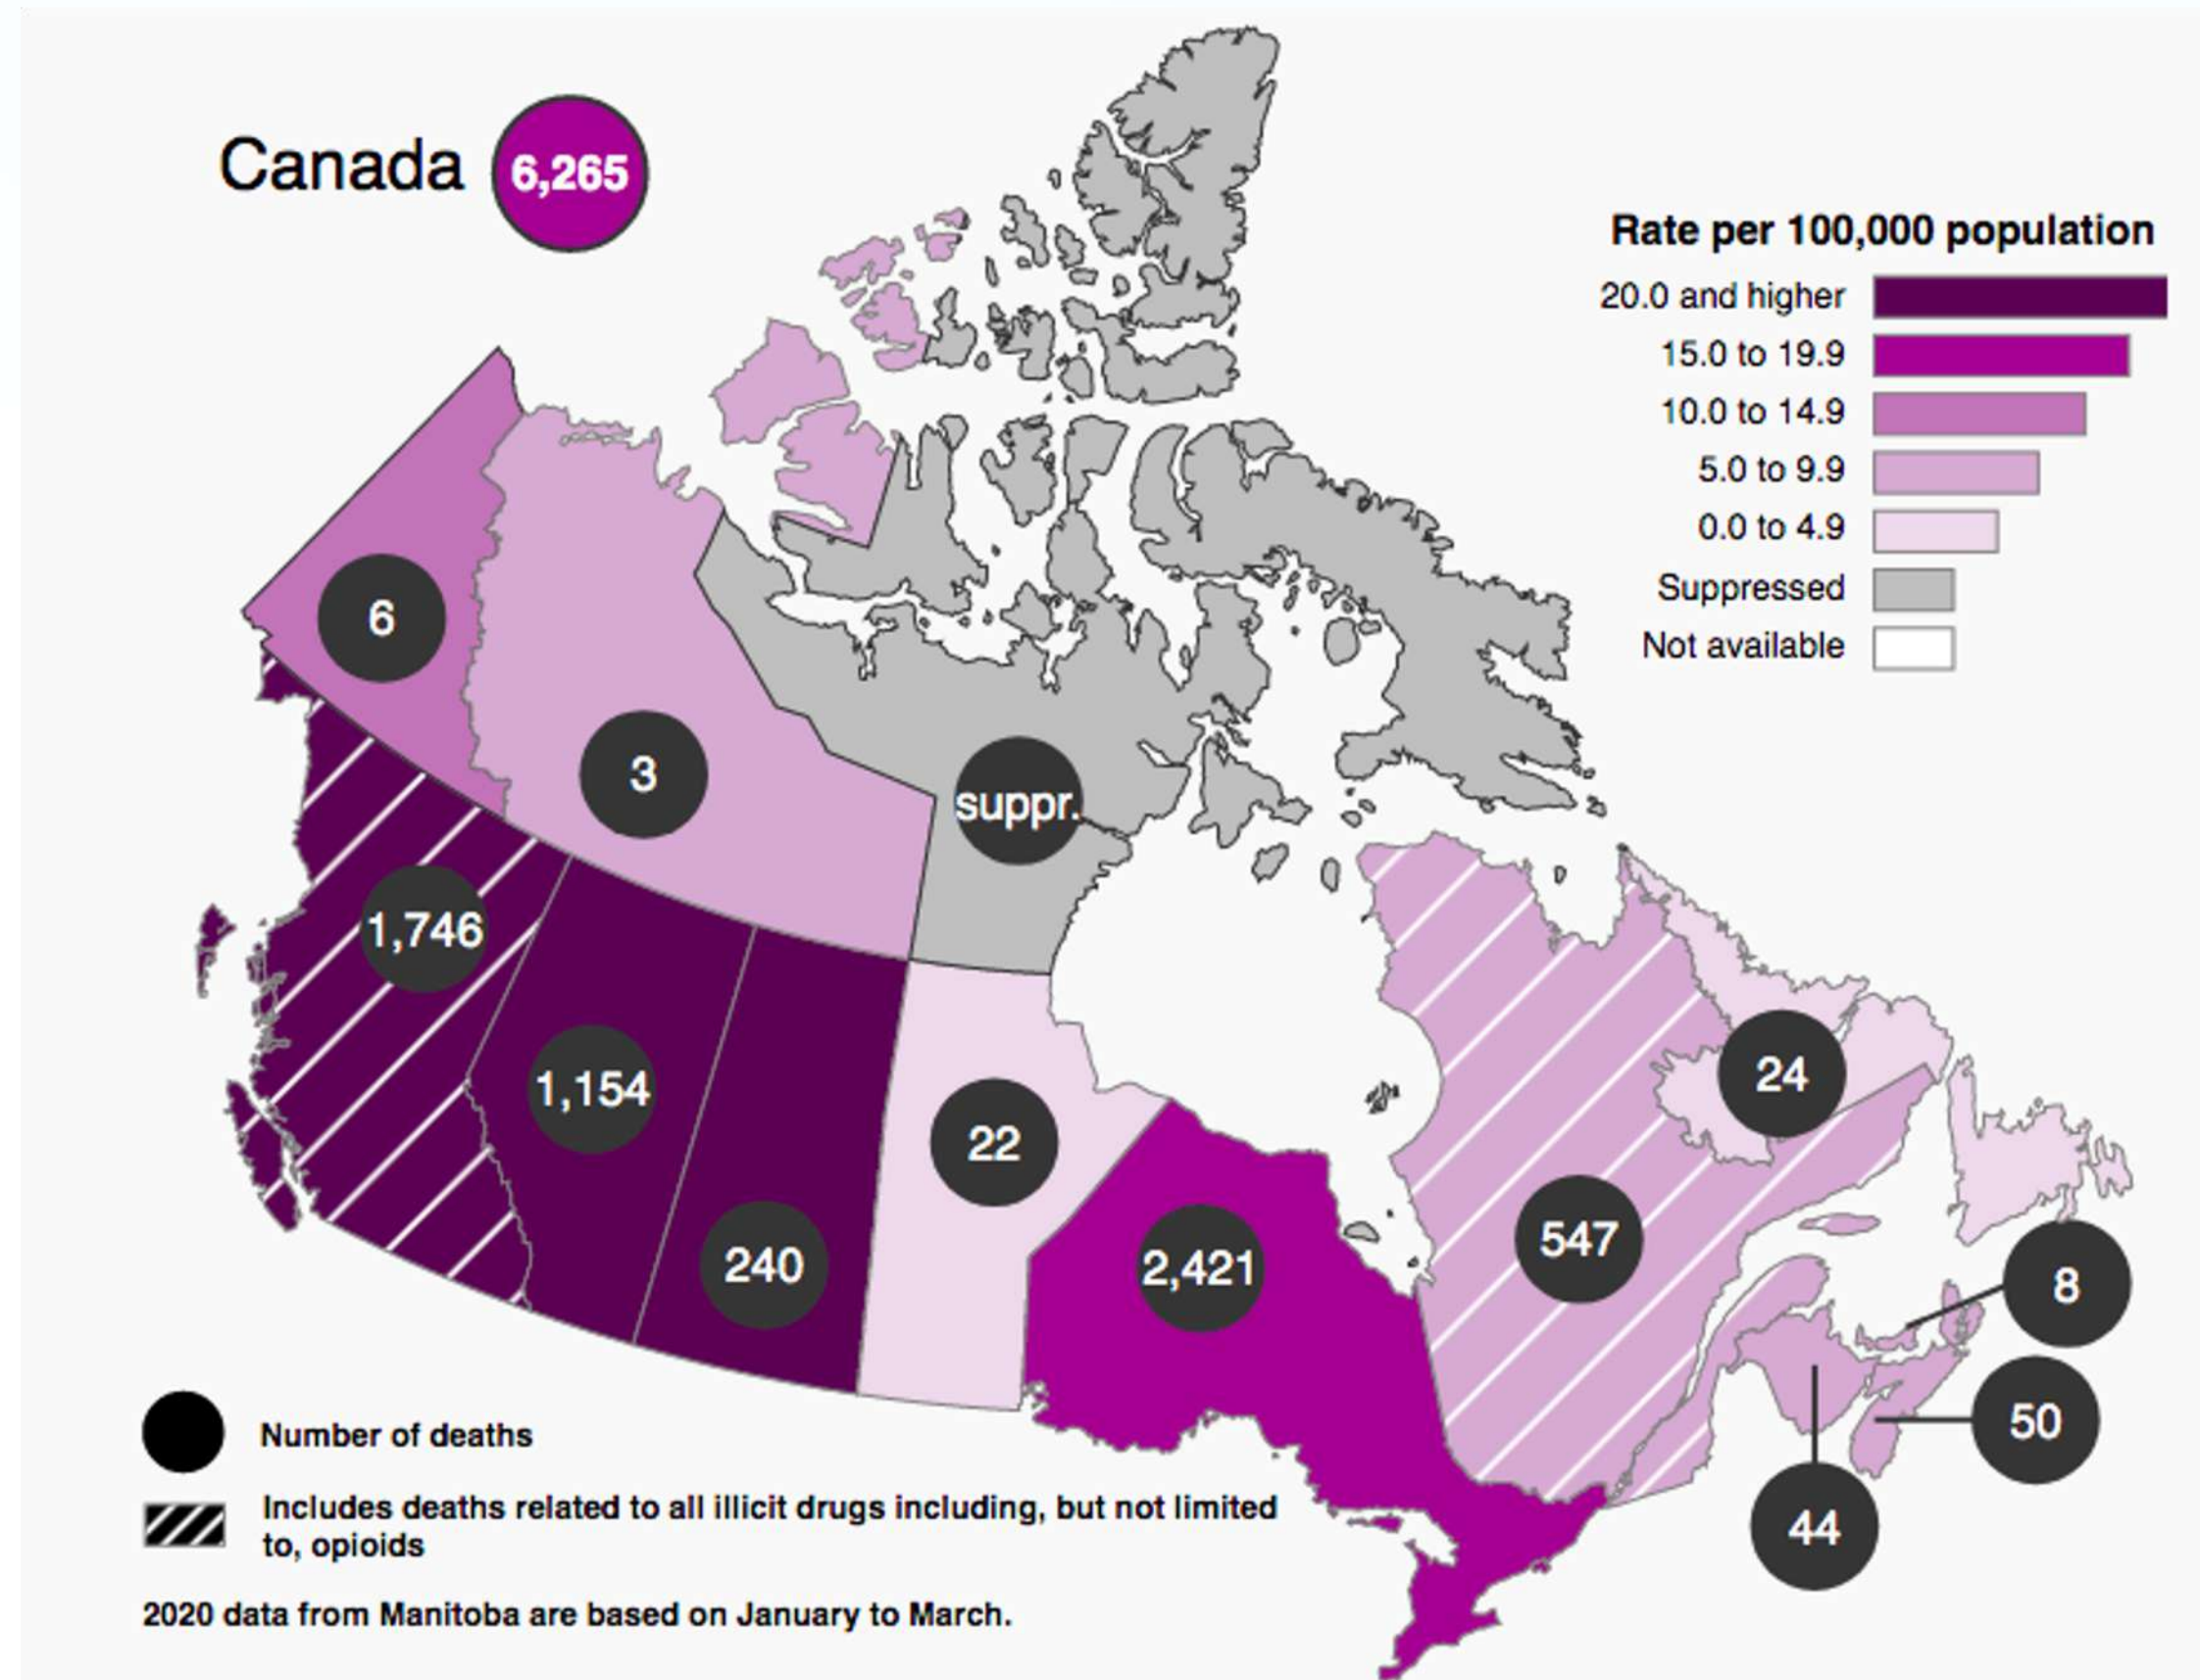 Canada 6,265
Rate per 100,000 population
20.0 and higher
15.0 to 19.9
10.0 to 14.9
5.0 to 9.9
0.0 to 4.9
Suppressed
Not available
6
3
suppr.
1,746
1,154
240
22
2,421
547
24
8
50
44
Number of deaths
Includes deaths related to all illicit drugs including, but not limited
to, opioids
2020 data from Manitoba are based on January to March.